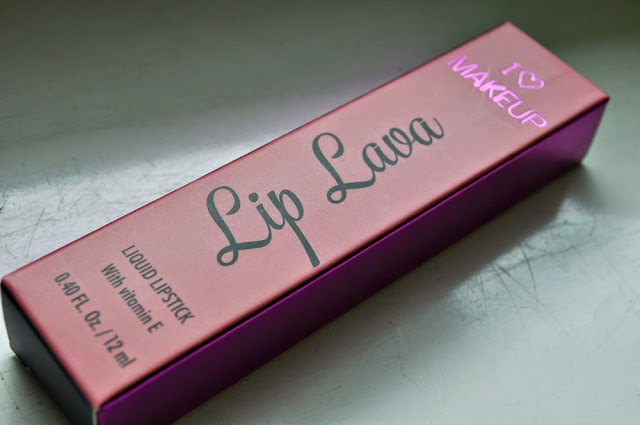 I ♡
MAKEUP
Lip Lava
LIQUID LIPSTICK
With vitamin E
0.40 FL. Oz. / 12 ml